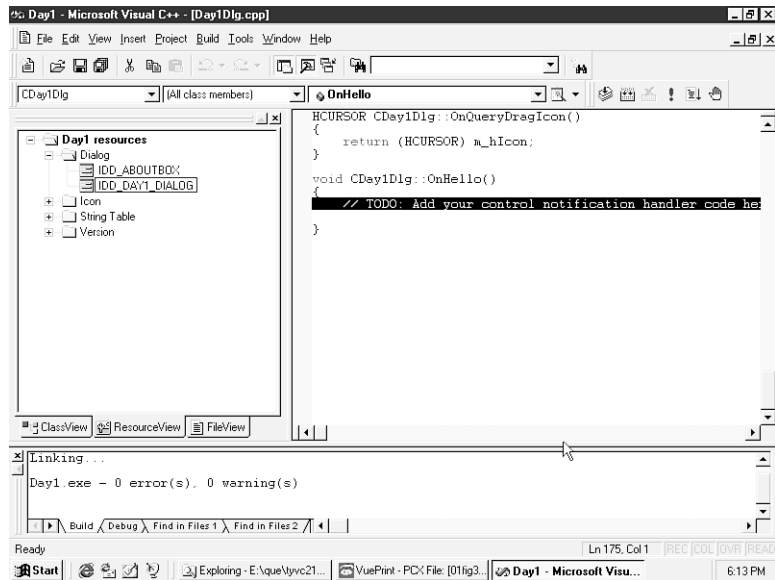 Day1 - Microsoft Visual C++ - [Day1Dlg.cpp]
File Edit View Insert Project Build Tools Window Help
CDay1Dlg
(All class members)
OnHello
Day1 resources
Dialog
IDD_ABOUTBOX
IDD_DAY1_DIALOG
Icon
String Table
Version
ClassView ResourceView FileView
HCURSOR CDay1Dlg::OnQueryDragIcon()
{
return (HCURSOR) m_hIcon;
}
void CDay1Dlg::OnHello()
{
// TODO: Add your control notification handler code he
}
Linking...
Day1.exe - 0 error(s), 0 warning(s)
Build Debug Find in Files 1 Find in Files 2
Ready
Ln 175, Col 1 REC COL OVR READ
Start
Exploring - E:\que\tyvc21...
VuePrint - PCX File: [01fig3...
Day1 - Microsoft Visu...
6:13 PM